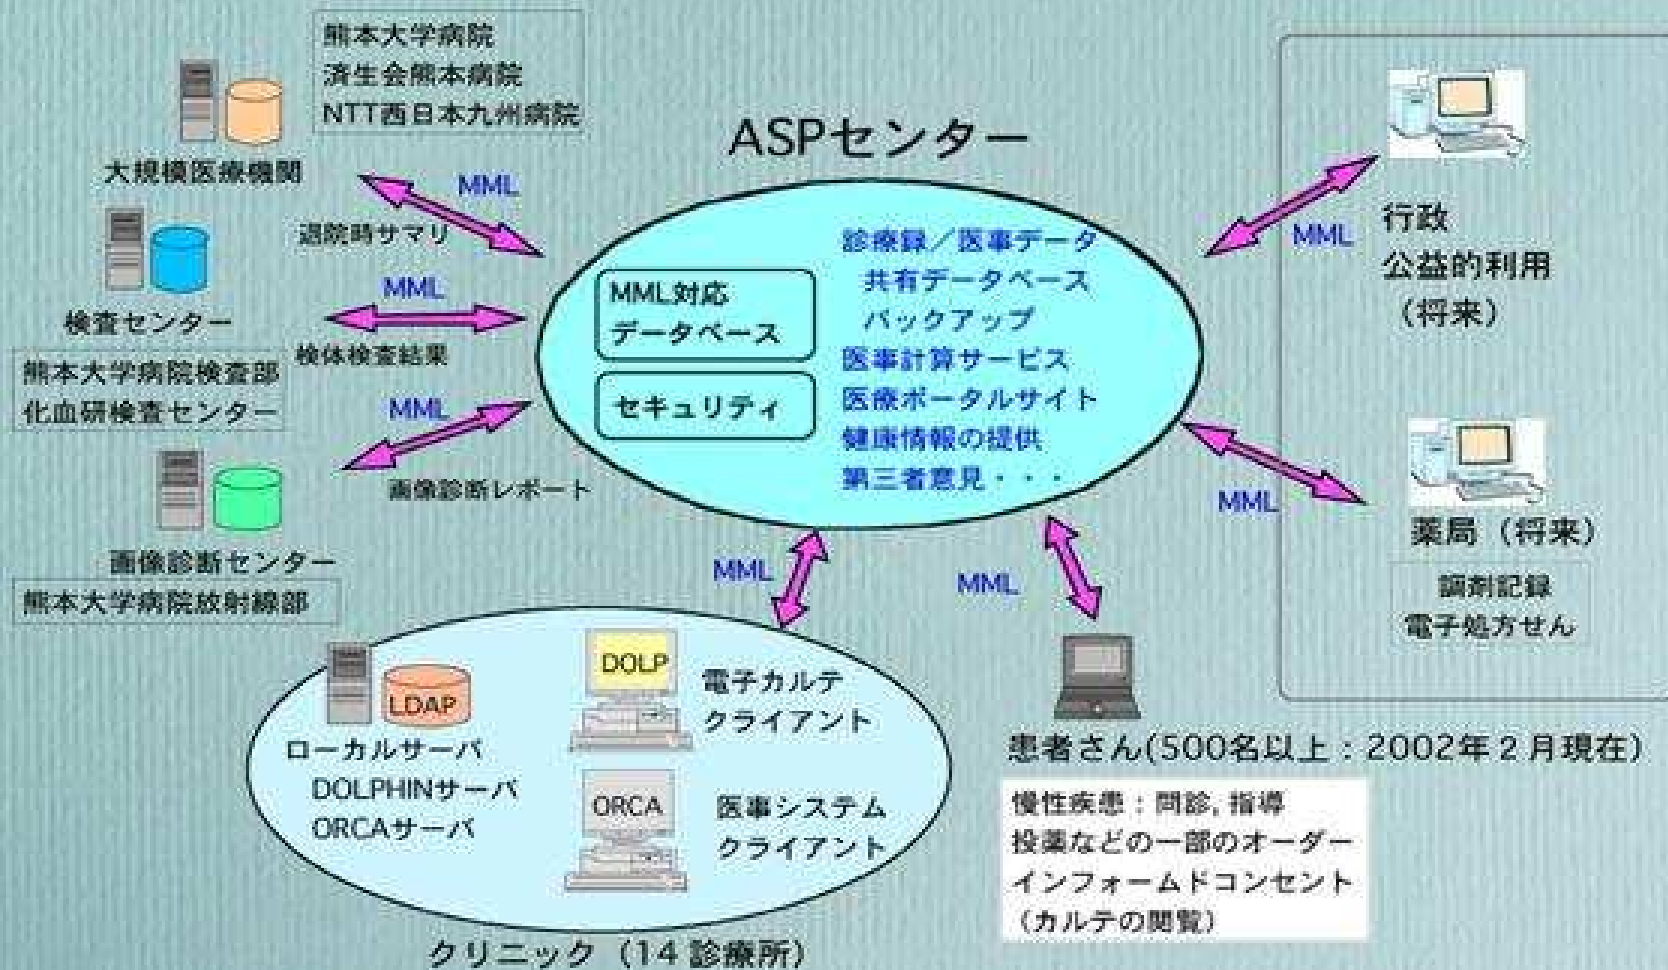 熊本大学病院
済生会熊本病院
NTT西日本九州病院
大規模医療機関
MML
退院時サマリ
検査センター
MML
検体検査結果
熊本大学病院検査部
化血研検査センター
MML
画像診断レポート
画像診断センター
熊本大学病院放射線部
ASPセンター
MML対応
データベース
セキュリティ
診療録／医事データ
共有データベース
バックアップ
医事計算サービス
医療ポータルサイト
健康情報の提供
第三者意見・・・
MML
行政
公益的利用
（将来）
MML
薬局（将来）
調剤記録
電子処方せん
MML
MML
LDAP
ローカルサーバ
DOLPHINサーバ
ORCAサーバ
DOLP
電子カルテ
クライアント
ORCA
医事システム
クライアント
クリニック（14 診療所）
患者さん(500名以上：2002年２月現在)
慢性疾患：問診, 指導
投薬などの一部のオーダー
インフォームドコンセント
（カルテの閲覧）